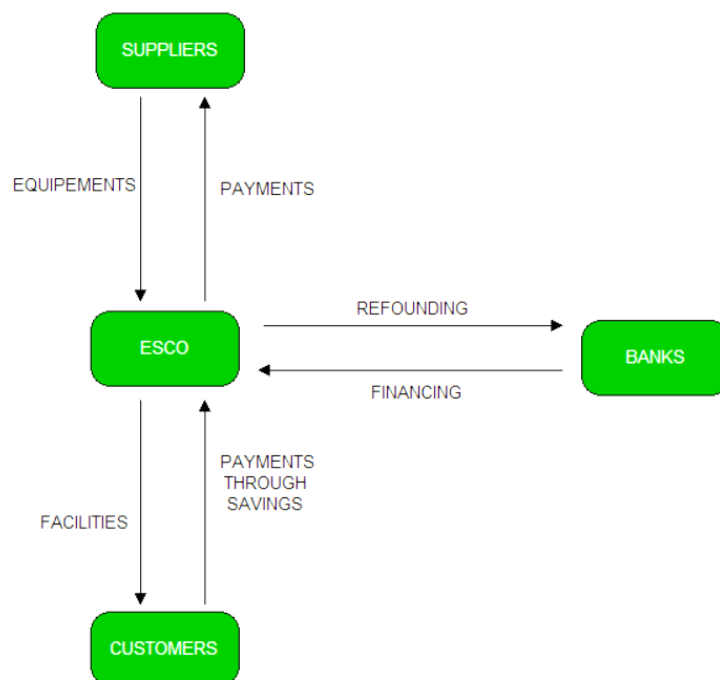 SUPPLIERS
EQUIPEMENTS
PAYMENTS
REFOUNDING
ESCO
BANKS
FINANCING
PAYMENTS
THROUGH
SAVINGS
FACILITIES
CUSTOMERS